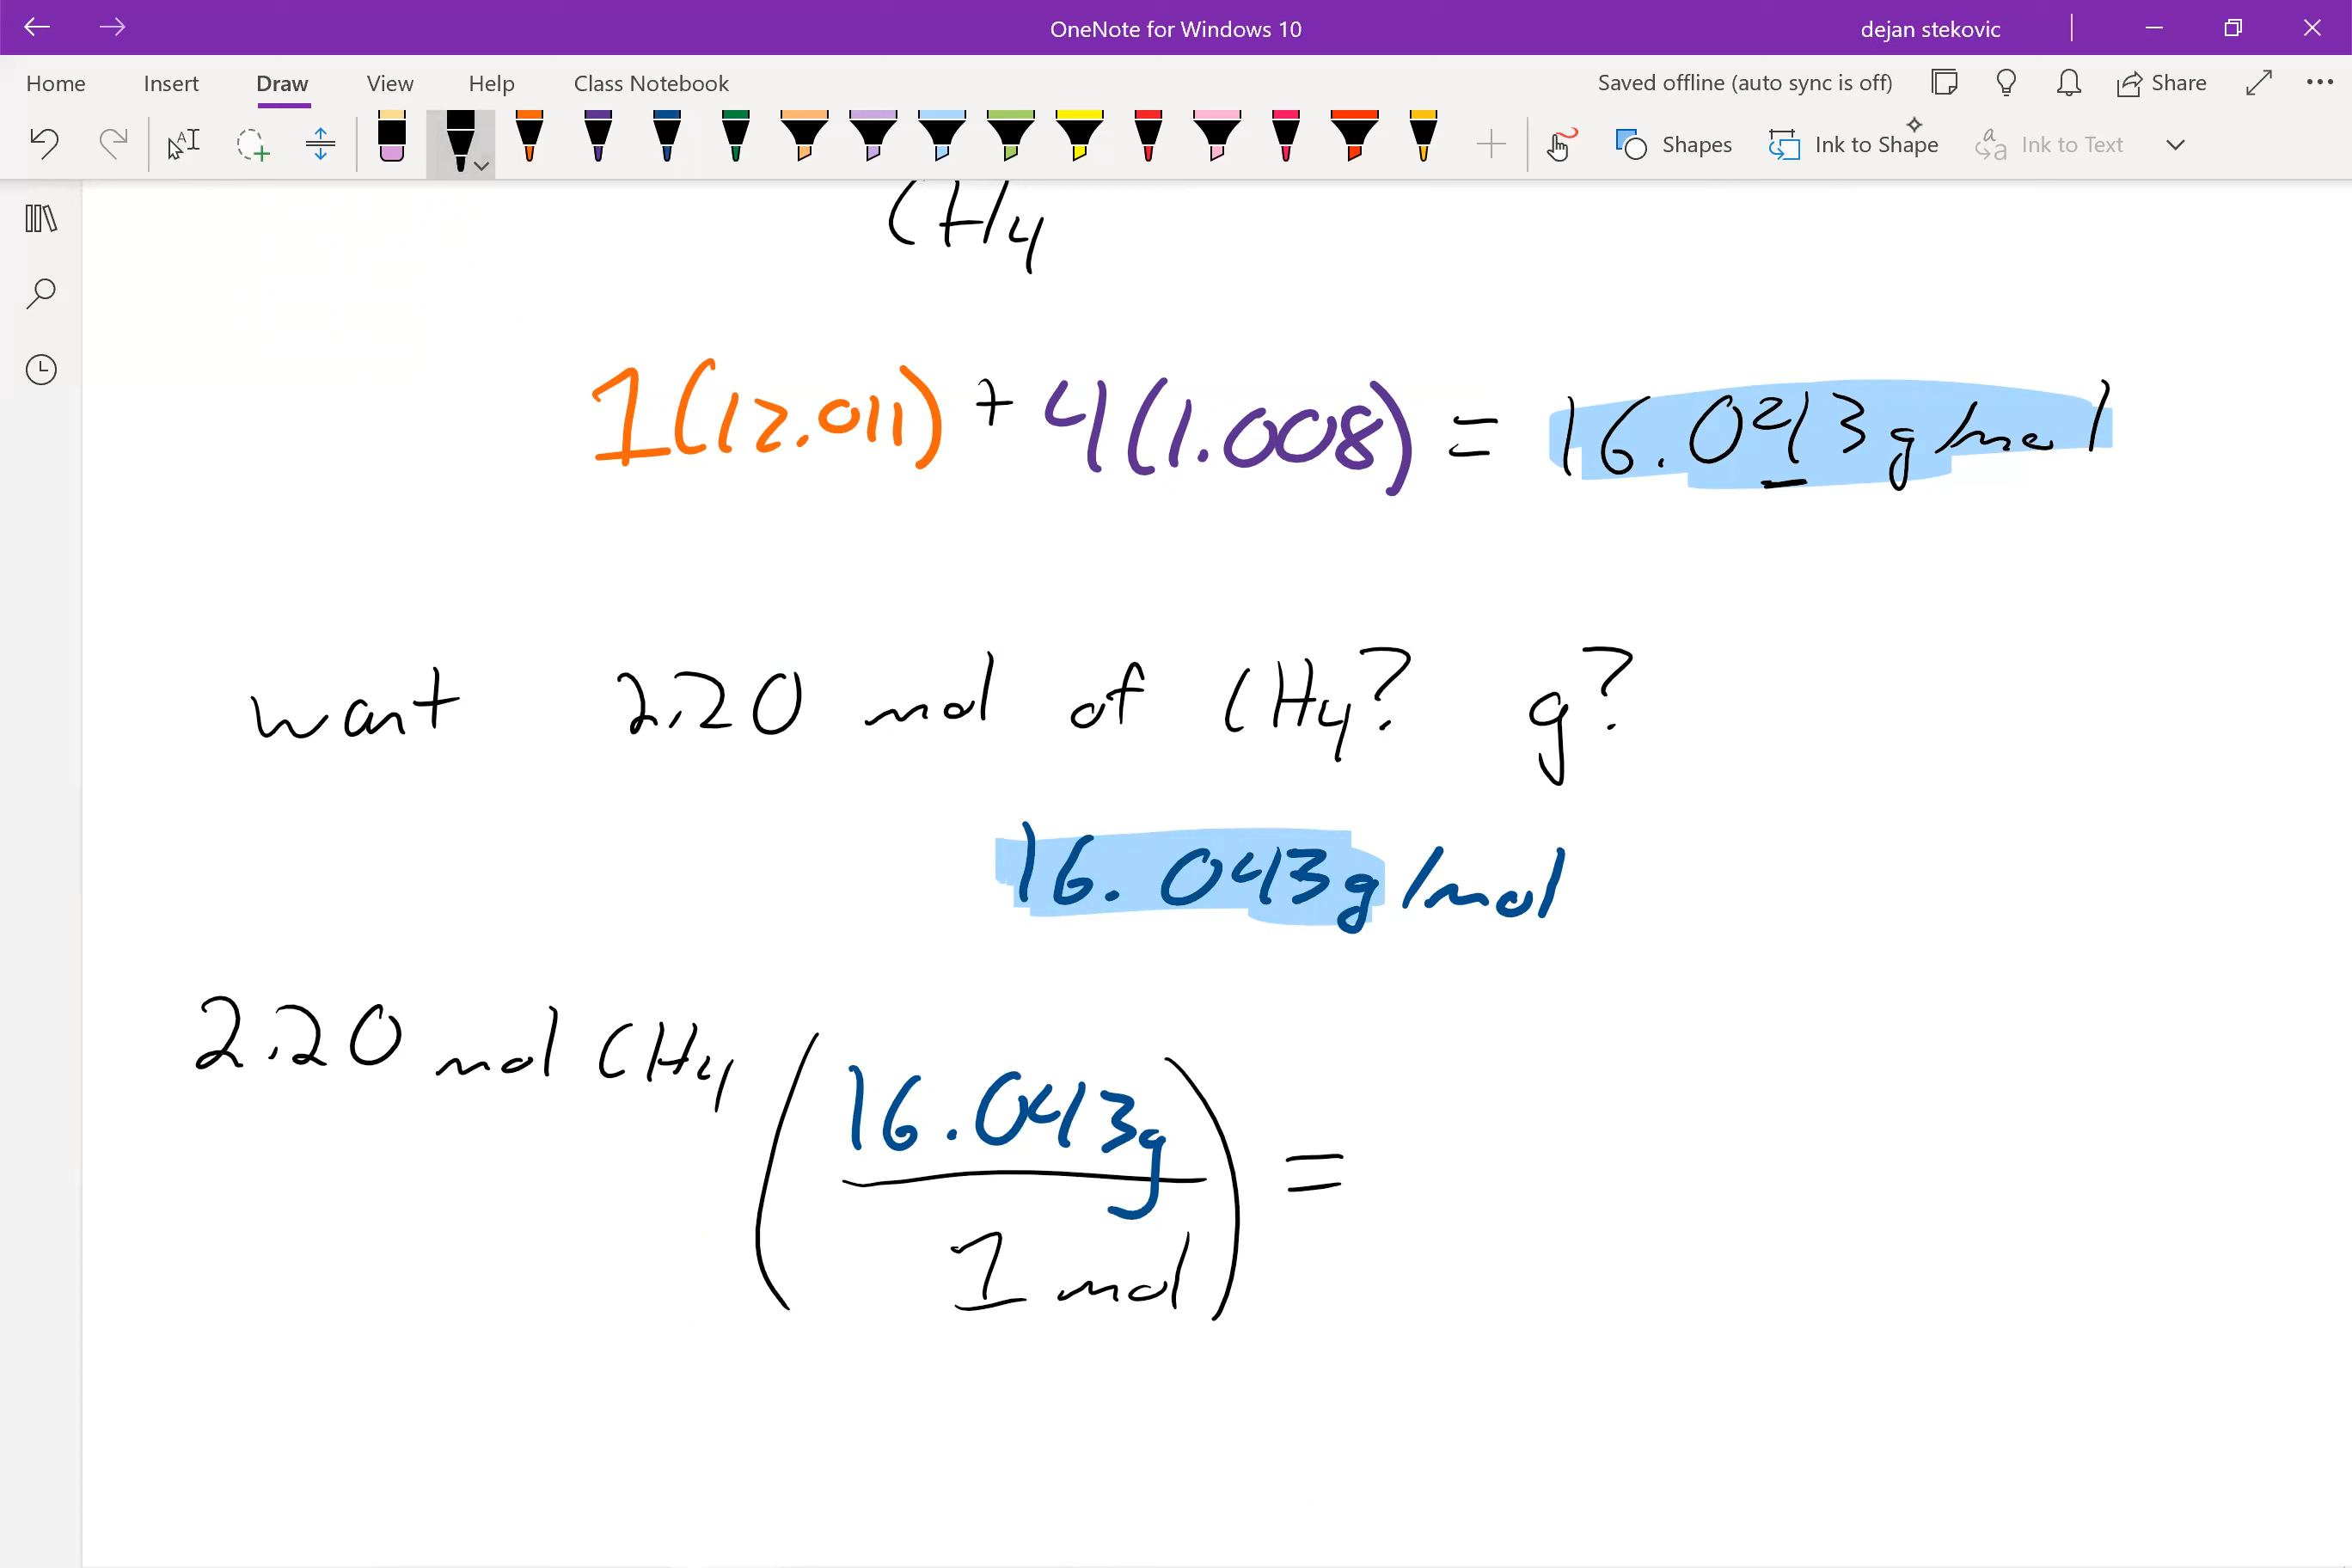 OneNote for Windows 10
dejan stekovic
Home Insert Draw View Help Class Notebook
Saved offline (auto sync is off) Share
Shapes Ink to Shape Ink to Text
CH4
1(12.011) + 4(1.008) = 16.043 g/mol
want 2.20 mol of CH4? g?
16.043g/mol
2.20 mol CH4 (16.043g
1 mol) =